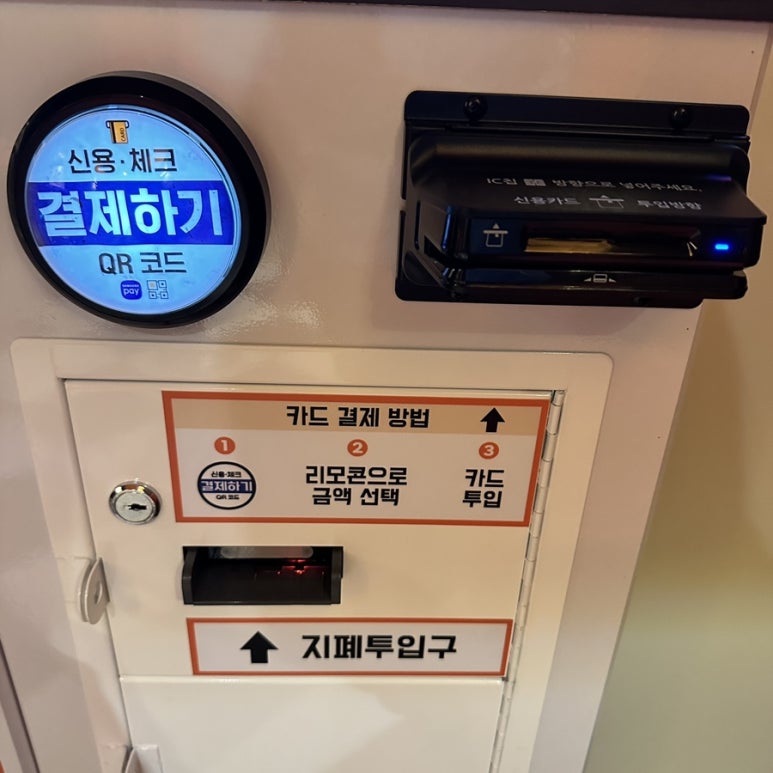 CARD
신용·체크
결제하기
QR 코드
SAMSUNG
pay
IC칩 방향으로 넣어주세요.
신용카드 투입방향
카드 결제 방법
1 2 3
신용·체크
결제하기
QR 코드
리모콘으로
금액 선택
카드
투입
지폐투입구